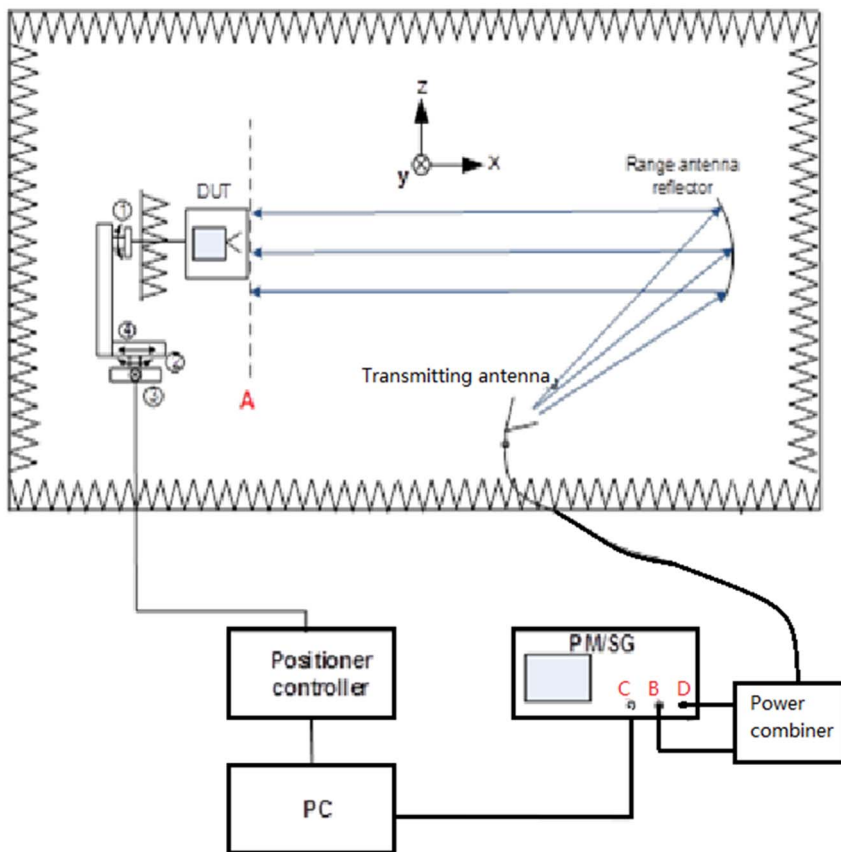 z
x
y
Range antenna
reflector
DUT
①
④
②
③
A
Transmitting antenna
PM/SG
C B D
Positioner
controller
Power
combiner
PC